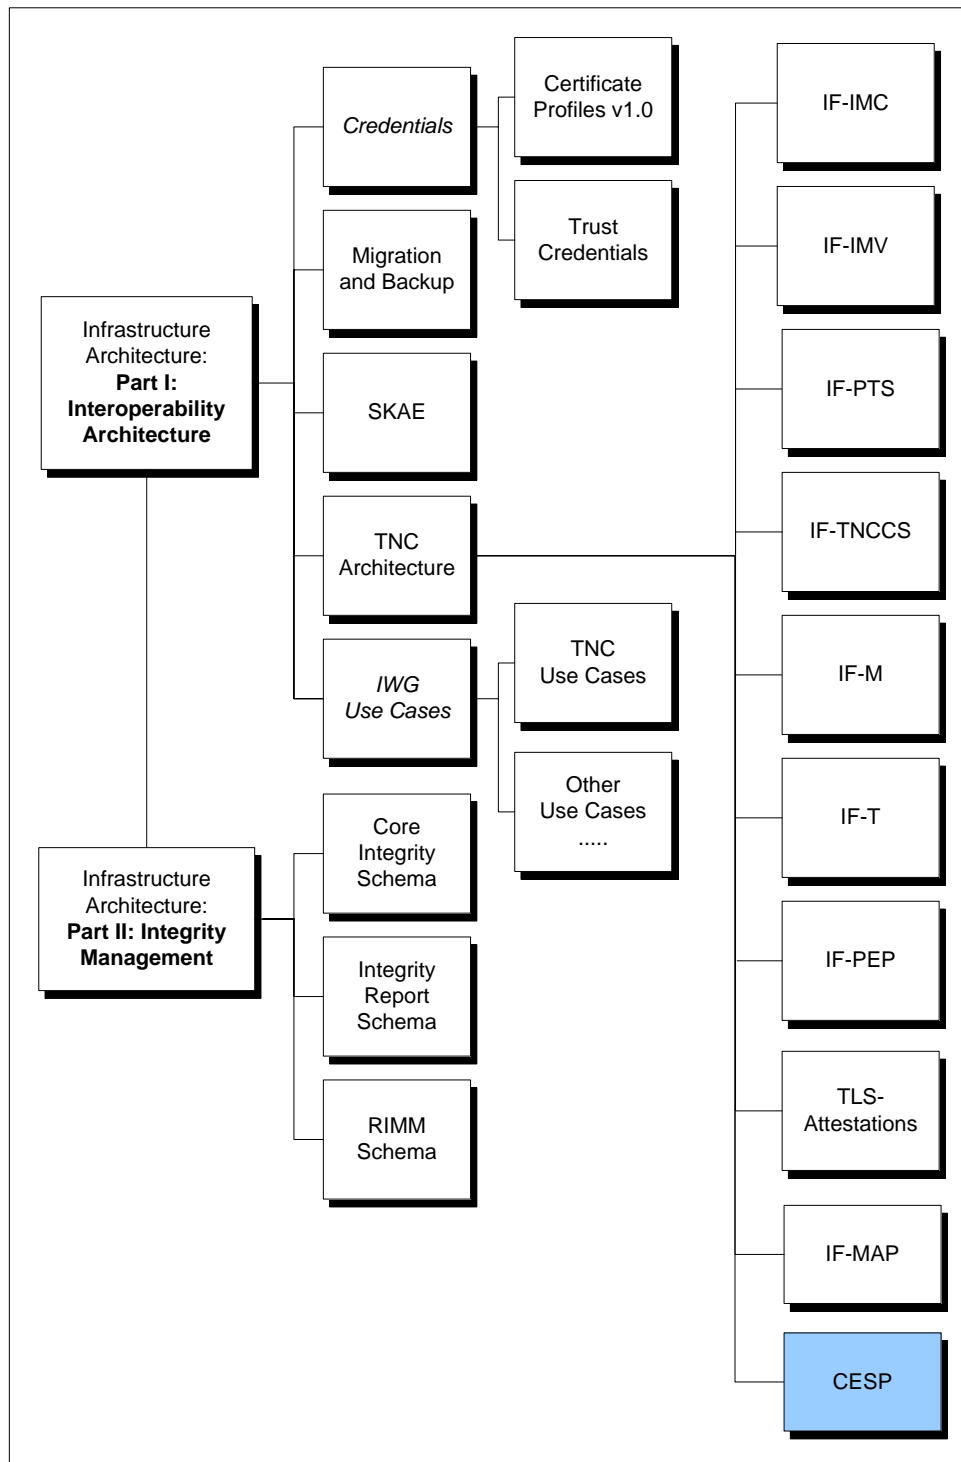 Infrastructure
Architecture:
Part I:
Interoperability
Architecture
Credentials
Certificate
Profiles v1.0
Trust
Credentials
Migration
and Backup
SKAE
TNC
Architecture
IWG
Use Cases
TNC
Use Cases
Other
Use Cases
.....
IF-IMC
IF-IMV
IF-PTS
IF-TNCCS
IF-M
IF-T
IF-PEP
TLS-
Attestations
IF-MAP
CESP
Infrastructure
Architecture:
Part II: Integrity
Management
Core
Integrity
Schema
Integrity
Report
Schema
RIMM
Schema